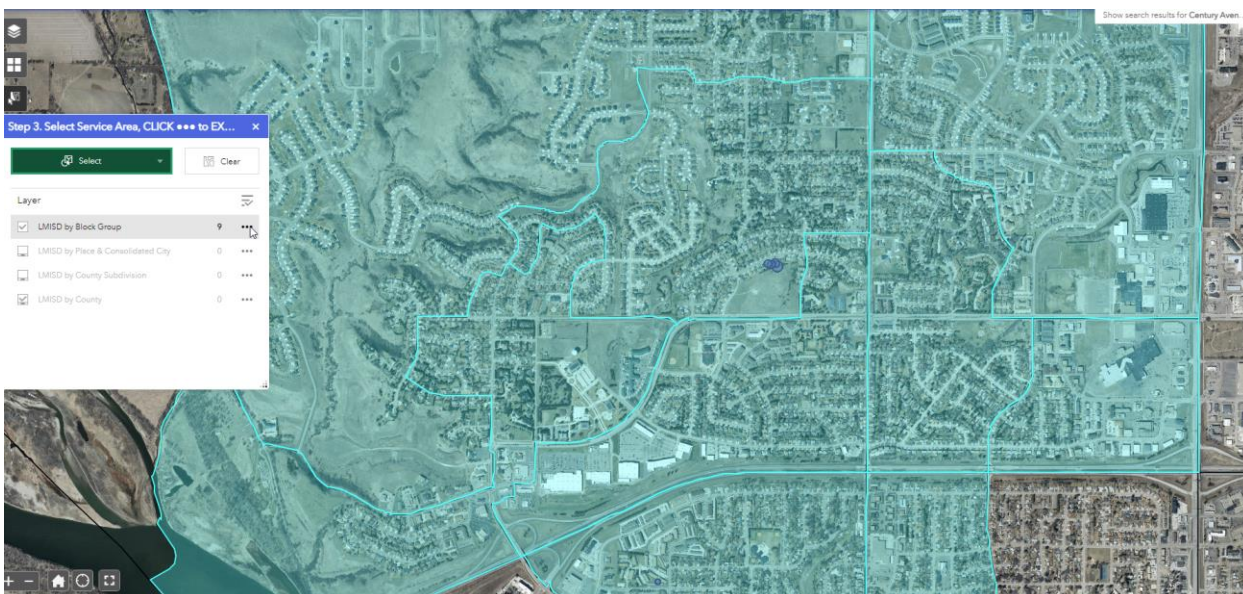 Show search results for Century Aven...
Step 3. Select Service Area, CLICK ••• to EX... ×
Select
Clear
Layer
LMISD by Block Group 9 •••
LMISD by Place & Consolidated City 0 •••
LMISD by County Subdivision 0 •••
LMISD by County 0 •••